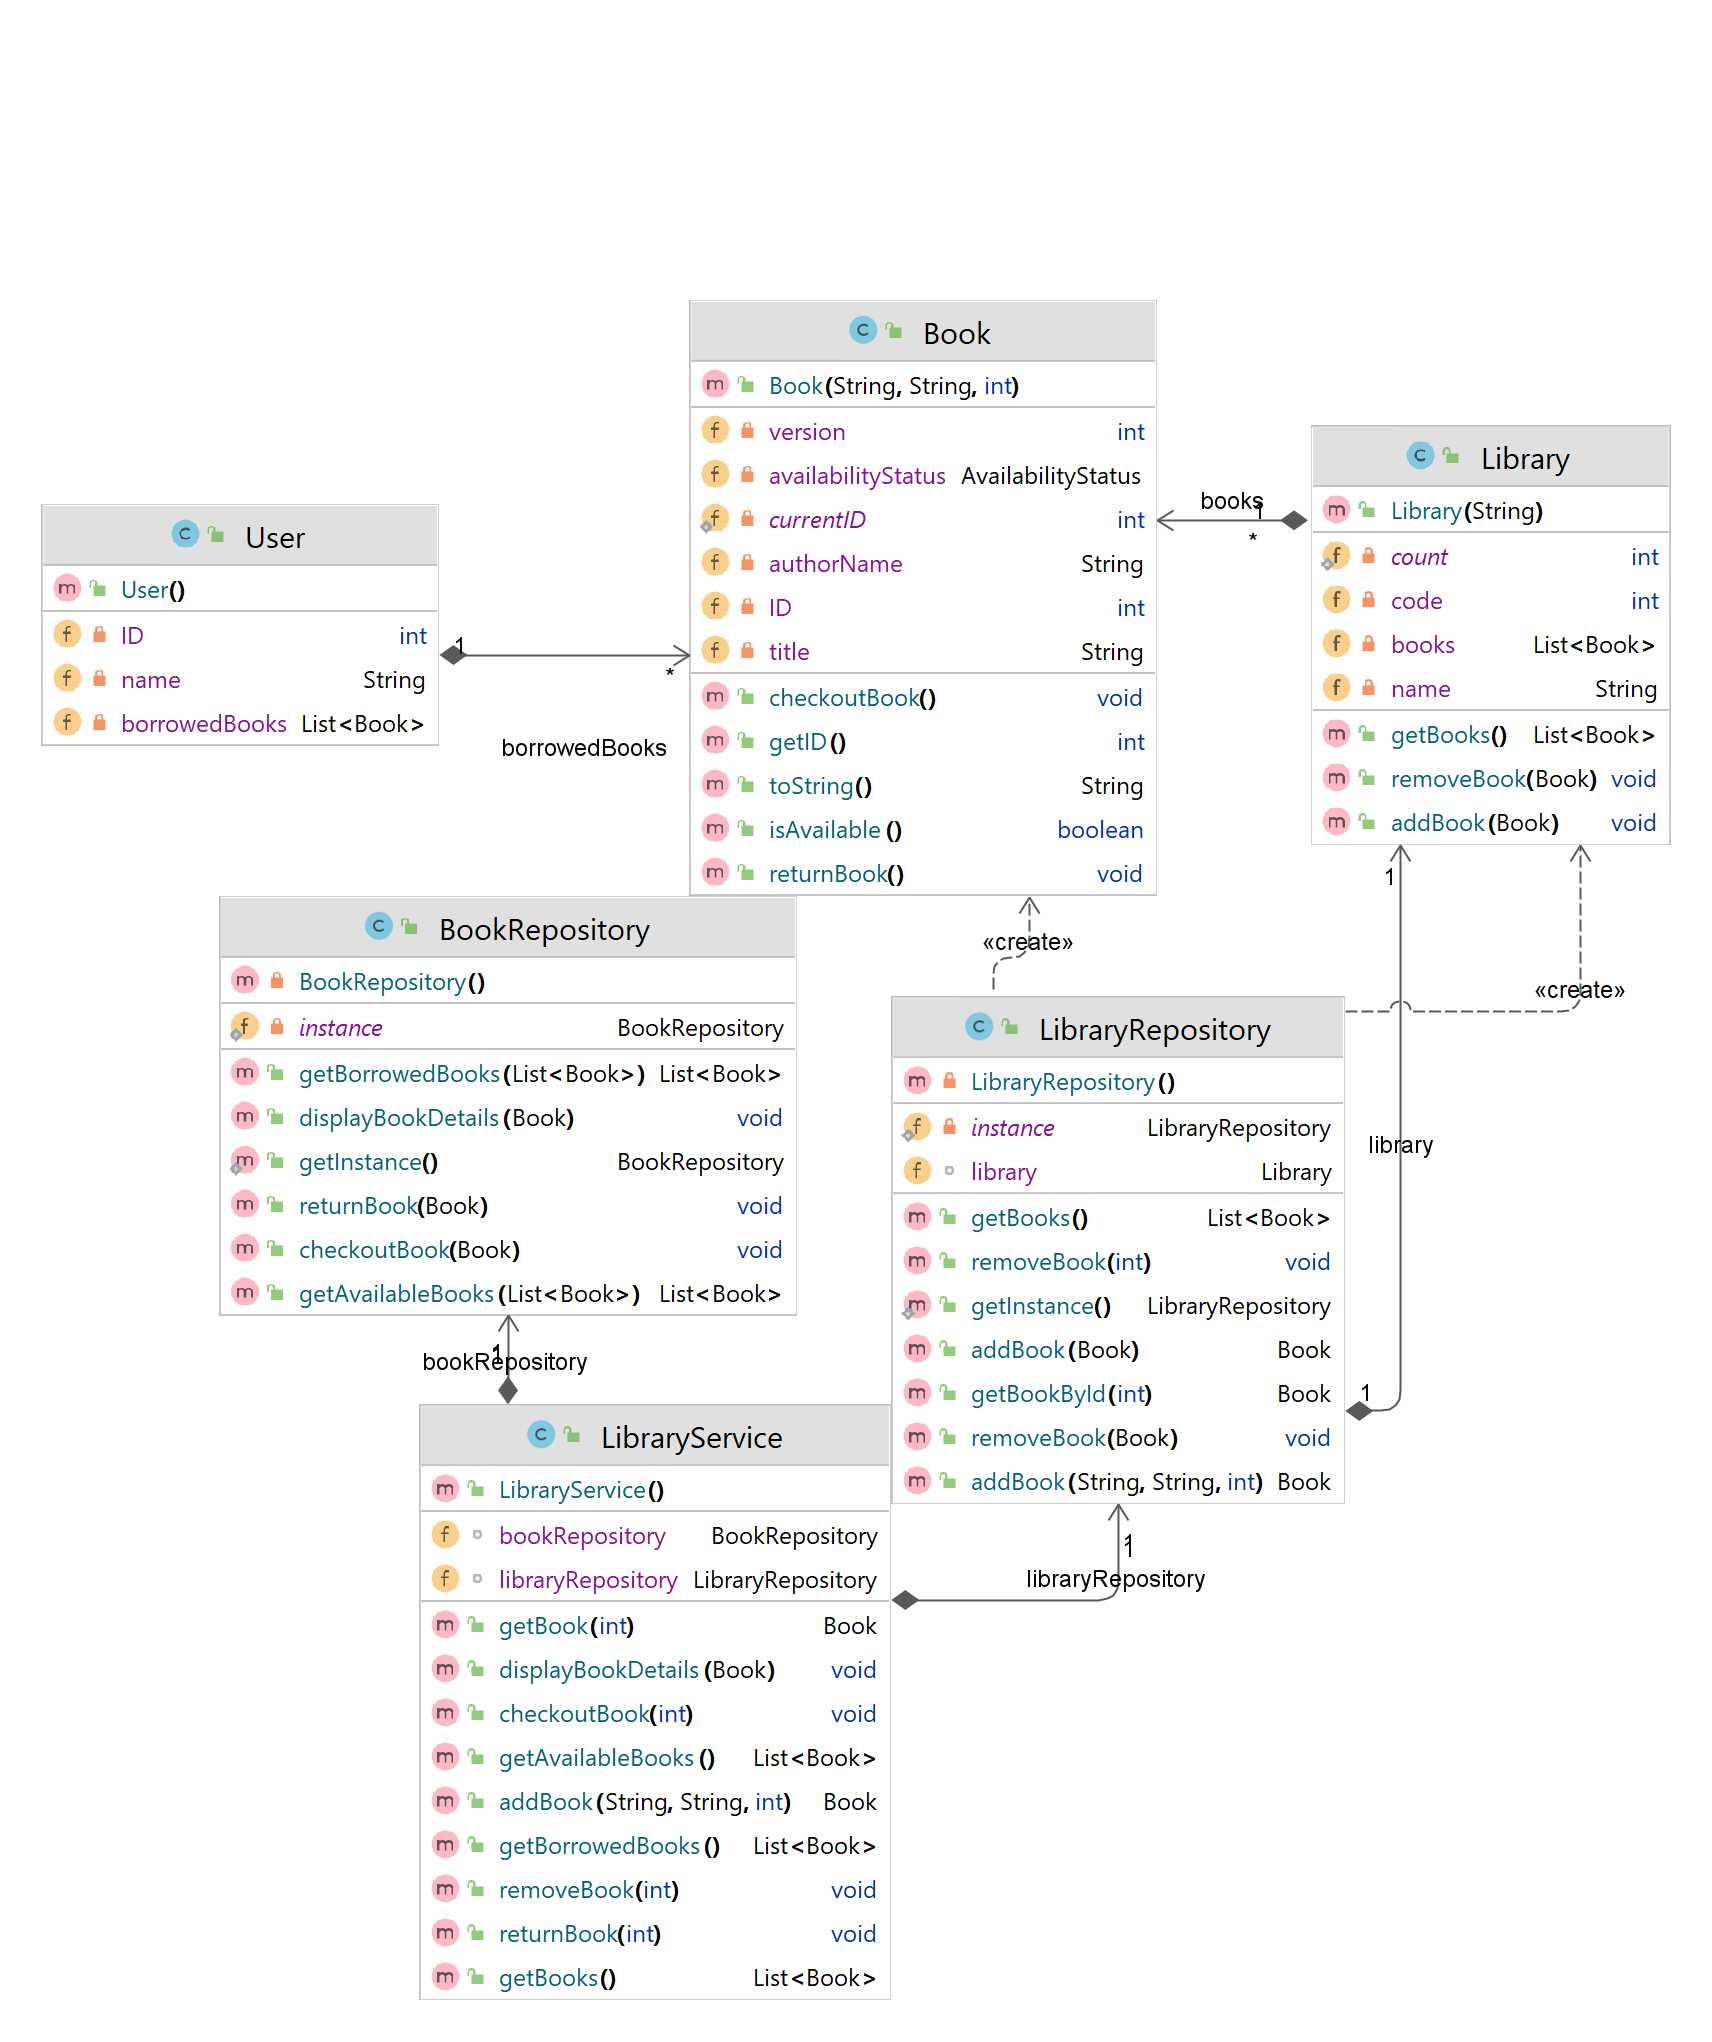 Book
Book(String, String, int)
version int
availabilityStatus AvailabilityStatus
currentID int
authorName String
ID int
title String
checkoutBook() void
getID() int
toString() String
isAvailable () boolean
returnBook() void
Library
Library(String)
count int
code int
books List<Book>
name String
getBooks() List<Book>
removeBook(Book) void
addBook(Book) void
books
1
*
User
User()
ID int
name String
borrowedBooks List<Book>
1
*
borrowedBooks
BookRepository
BookRepository()
instance BookRepository
getBorrowedBooks(List<Book>) List<Book>
displayBookDetails(Book) void
getInstance() BookRepository
returnBook(Book) void
checkoutBook(Book) void
getAvailableBooks(List<Book>) List<Book>
«create»
«create»
1
library
1
LibraryRepository
LibraryRepository()
instance LibraryRepository
library Library
getBooks() List<Book>
removeBook(int) void
getInstance() LibraryRepository
addBook(Book) Book
getBookById(int) Book
removeBook(Book) void
addBook(String, String, int) Book
1
1
bookRepository
1
1
libraryRepository
LibraryService
LibraryService()
bookRepository BookRepository
libraryRepository LibraryRepository
getBook(int) Book
displayBookDetails(Book) void
checkoutBook(int) void
getAvailableBooks() List<Book>
addBook(String, String, int) Book
getBorrowedBooks() List<Book>
removeBook(int) void
returnBook(int) void
getBooks() List<Book>